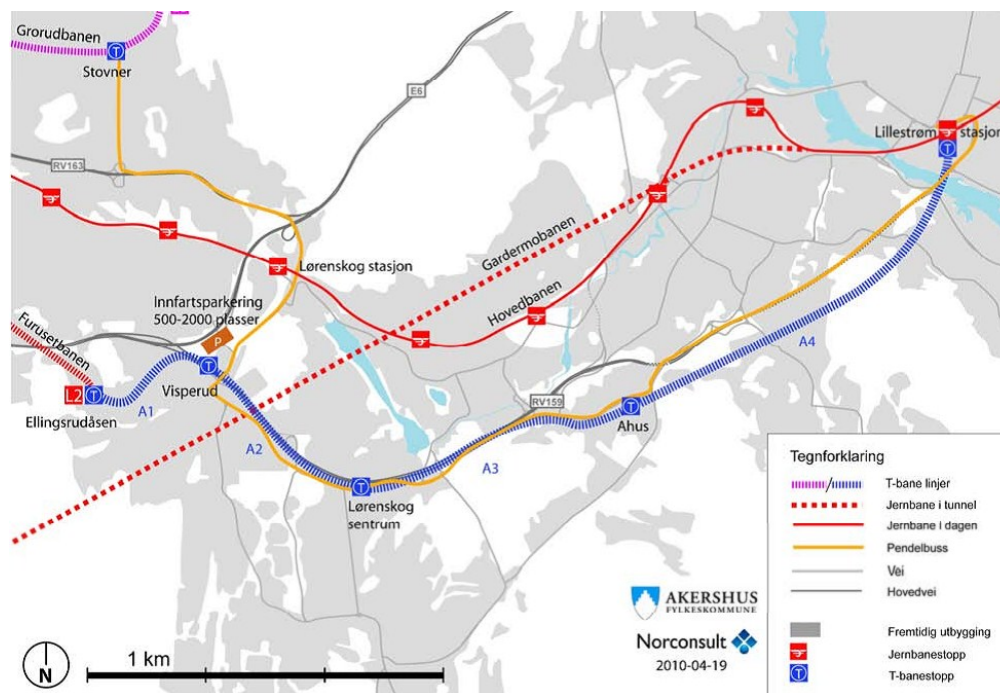 Grorudbanen
T
Stovner
E6
RV163
Lillestrøm
stasjon
T
Gardermobanen
Lørenskog stasjon
Innfartsparkering
500-2000 plasser
Hovedbanen
P
Furusetbanen
Visperud
T
L2
T
A1
Ellingsrudåsen
A4
RV159
T
Ahus
A2
A3
T
Lørenskog
sentrum
Tegnforklaring
T-bane linjer
Jernbane i tunnel
Jernbane I dagen
Pendelbuss
Vei
Hovedvei
Fremtidig utbygging
Jernbanestopp
T T-banestopp
AKERSHUS
FYLKESKOMMUNE
Norconsult
2010-04-19
N
1 km